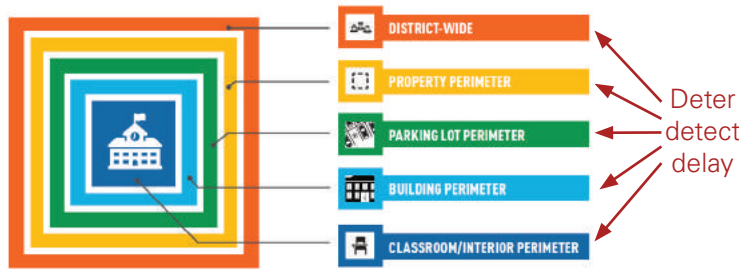 DISTRICT-WIDE
PROPERTY PERIMETER
PARKING LOT PERIMETER
BUILDING PERIMETER
CLASSROOM/INTERIOR PERIMETER
Deter
detect
delay